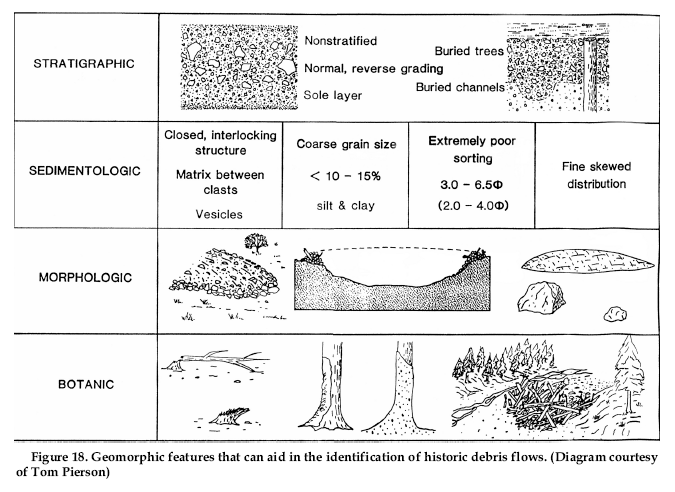 STRATIGRAPHIC
Nonstratified
Normal, reverse grading
Sole layer
Buried trees
Buried channels
SEDIMENTOLOGIC
Closed, interlocking
structure
Matrix between
clasts
Vesicles
Coarse grain size
< 10 – 15%
silt & clay
Extremely poor
sorting
3.0 – 6.5Φ
(2.0 – 4.0Φ)
Fine skewed
distribution
MORPHOLOGIC
BOTANIC
Figure 18. Geomorphic features that can aid in the identification of historic debris flows. (Diagram courtesy
of Tom Pierson)